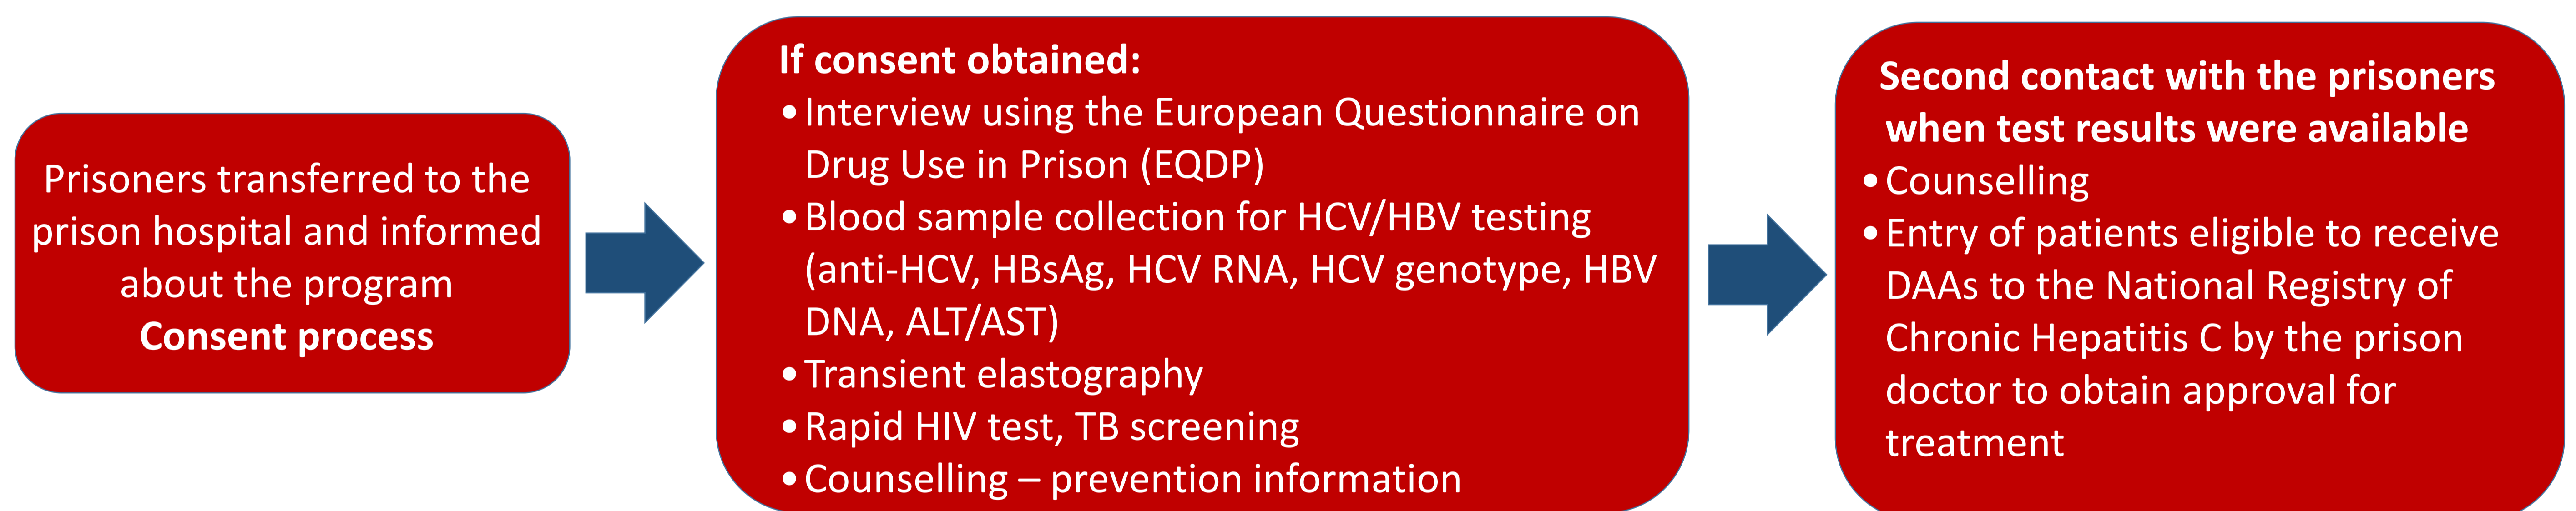 Prisoners transferred to the
prison hospital and informed
about the program
Consent process
If consent obtained:
•Interview using the European Questionnaire on
Drug Use in Prison (EQDP)
•Blood sample collection for HCV/HBV testing
(anti-HCV, HBsAg, HCV RNA, HCV genotype, HBV
DNA, ALT/AST)
•Transient elastography
•Rapid HIV test, TB screening
•Counselling – prevention information
Second contact with the prisoners
when test results were available
•Counselling
•Entry of patients eligible to receive
DAAs to the National Registry of
Chronic Hepatitis C by the prison
doctor to obtain approval for
treatment